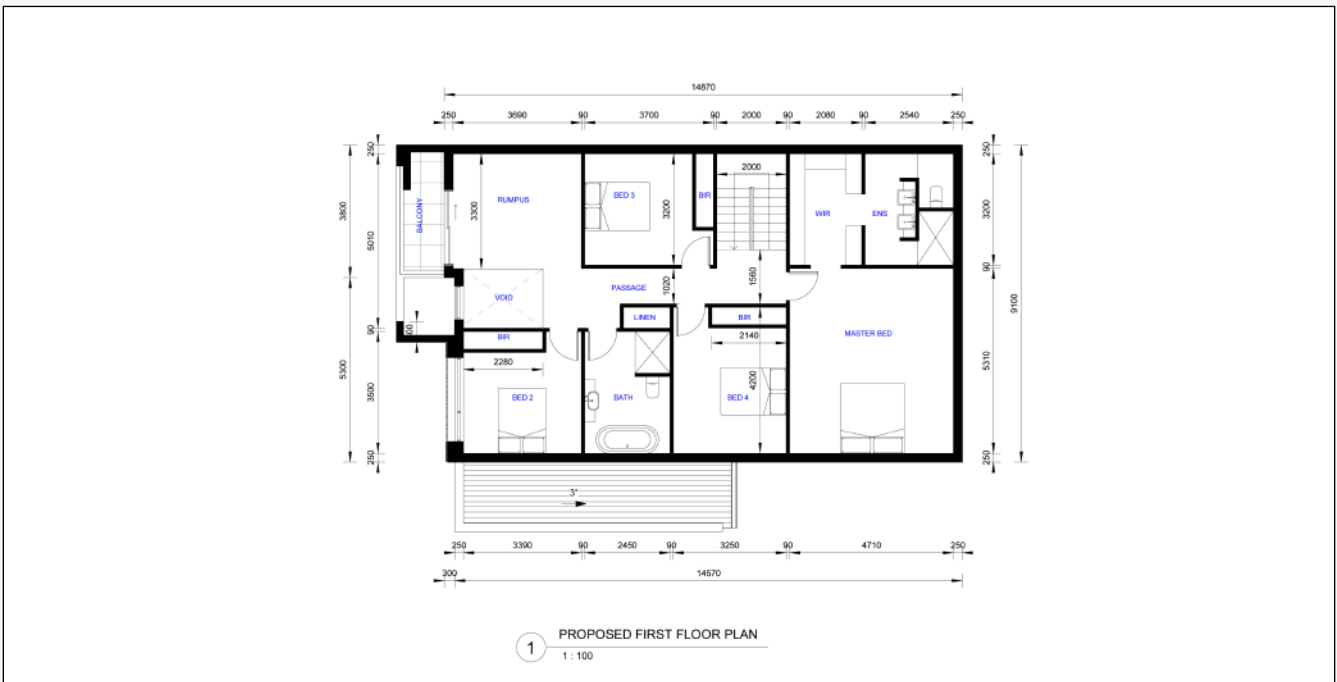 14870
250 3690 90 3700 90 2000 90 2080 90 2540 250
250 250
2000
BED 3 BIR
RUMPUS
BALCONY 3300 3200 WIR ENS 3200
3800 5010
1560 90
PASSAGE 1020
VOID
LINEN BIR
9100
90 BIR 2140 MASTER BED
2280 4200 5310
5300 3500
BED 2 BATH BED 4
250 250
3°
250 3390 90 2450 90 3250 90 4710 250
300 14570
1 PROPOSED FIRST FLOOR PLAN
1 : 100